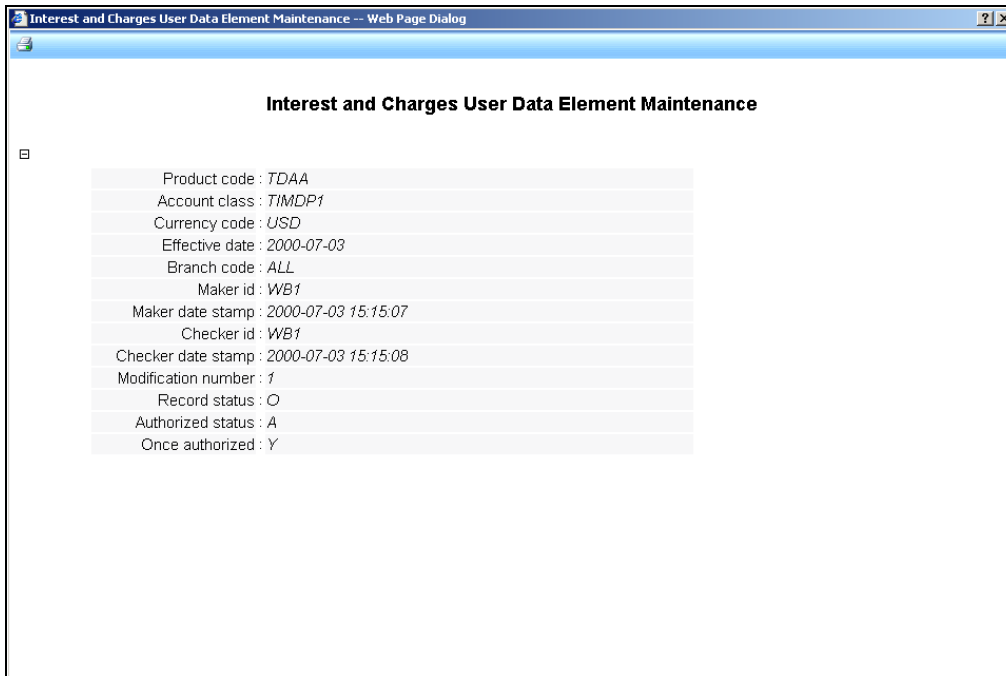 Interest and Charges User Data Element Maintenance -- Web Page Dialog
Interest and Charges User Data Element Maintenance
Product code : TDAA
Account class : TIMDP1
Currency code : USD
Effective date : 2000-07-03
Branch code : ALL
Maker id : WB1
Maker date stamp : 2000-07-03 15:15:07
Checker id : WB1
Checker date stamp : 2000-07-03 15:15:08
Modification number : 1
Record status : O
Authorized status : A
Once authorized : Y